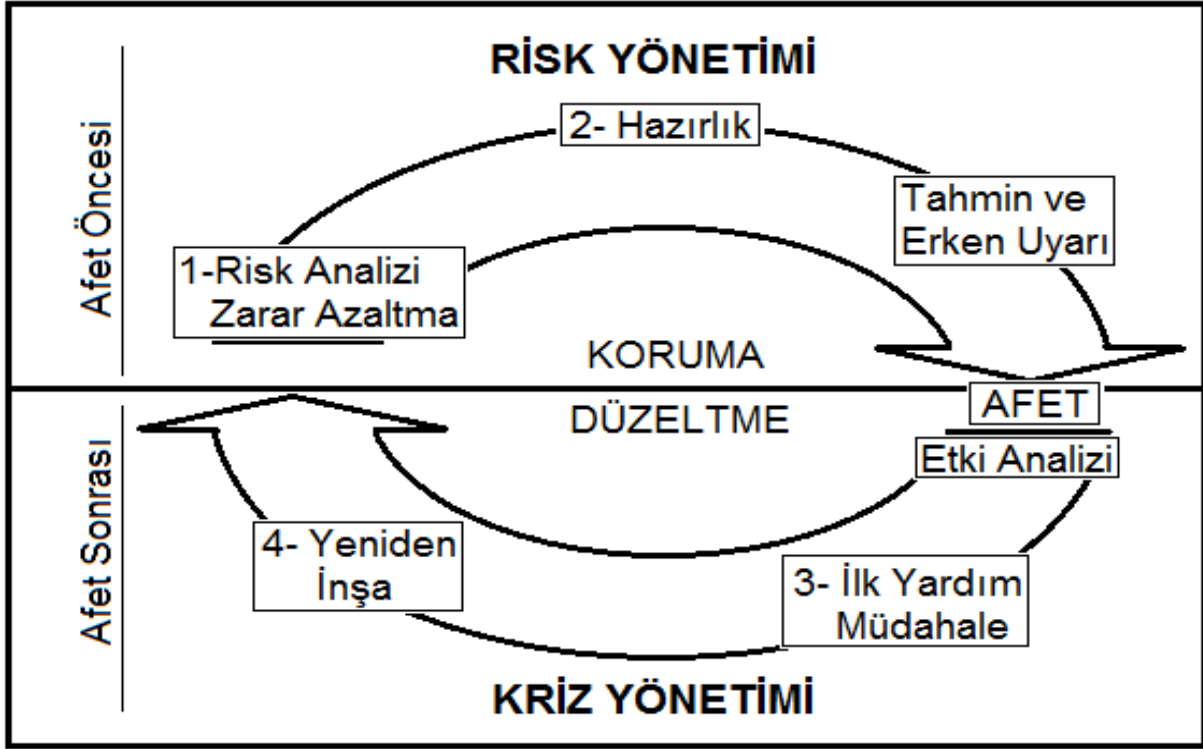 RİSK YÖNETİMİ
Afet Öncesi
2- Hazırlık
Tahmin ve
Erken Uyarı
1-Risk Analizi
Zarar Azaltma
KORUMA
AFET
DÜZELTME
Etki Analizi
Afet Sonrası
4- Yeniden
İnşa
3- İlk Yardım
Müdahale
KRİZ YÖNETİMİ